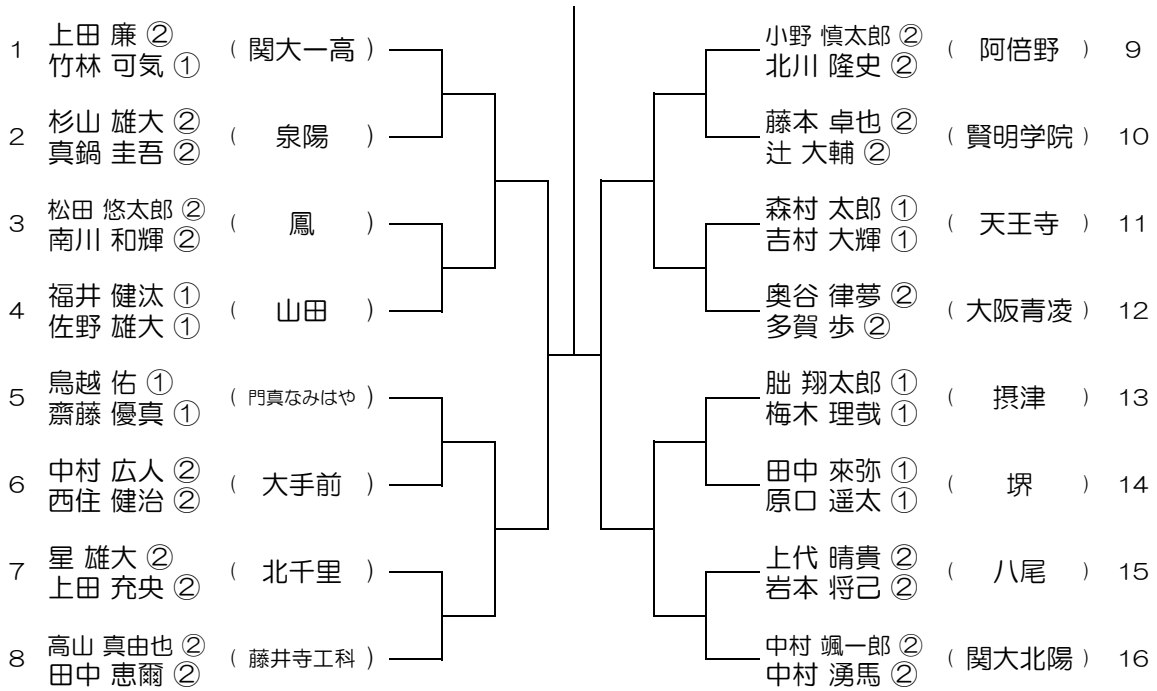 1 上田 廉 ② ( 関大一高 )
竹林 可気 ①
2 杉山 雄大 ② ( 泉陽 )
真鍋 圭吾 ②
3 松田 悠太郎 ② ( 鳳 )
南川 和輝 ②
4 福井 健汰 ① ( 山田 )
佐野 雄大 ①
5 鳥越 佑 ① ( 門真なみはや )
齋藤 優真 ①
6 中村 広人 ② ( 大手前 )
西住 健治 ②
7 星 雄大 ② ( 北千里 )
上田 充央 ②
8 高山 真由也 ② ( 藤井寺工科 )
田中 恵爾 ②
小野 慎太郎 ② ( 阿倍野 ) 9
北川 隆史 ②
藤本 卓也 ② ( 賢明学院 ) 10
辻 大輔 ②
森村 太郎 ① ( 天王寺 ) 11
吉村 大輝 ①
奥谷 律夢 ② ( 大阪青凌 ) 12
多賀 歩 ②
朏 翔太郎 ① ( 摂津 ) 13
梅木 理哉 ①
田中 來弥 ① ( 堺 ) 14
原口 遥太 ①
上代 晴貴 ② ( 八尾 ) 15
岩本 将己 ②
中村 颯一郎 ② ( 関大北陽 ) 16
中村 湧馬 ②